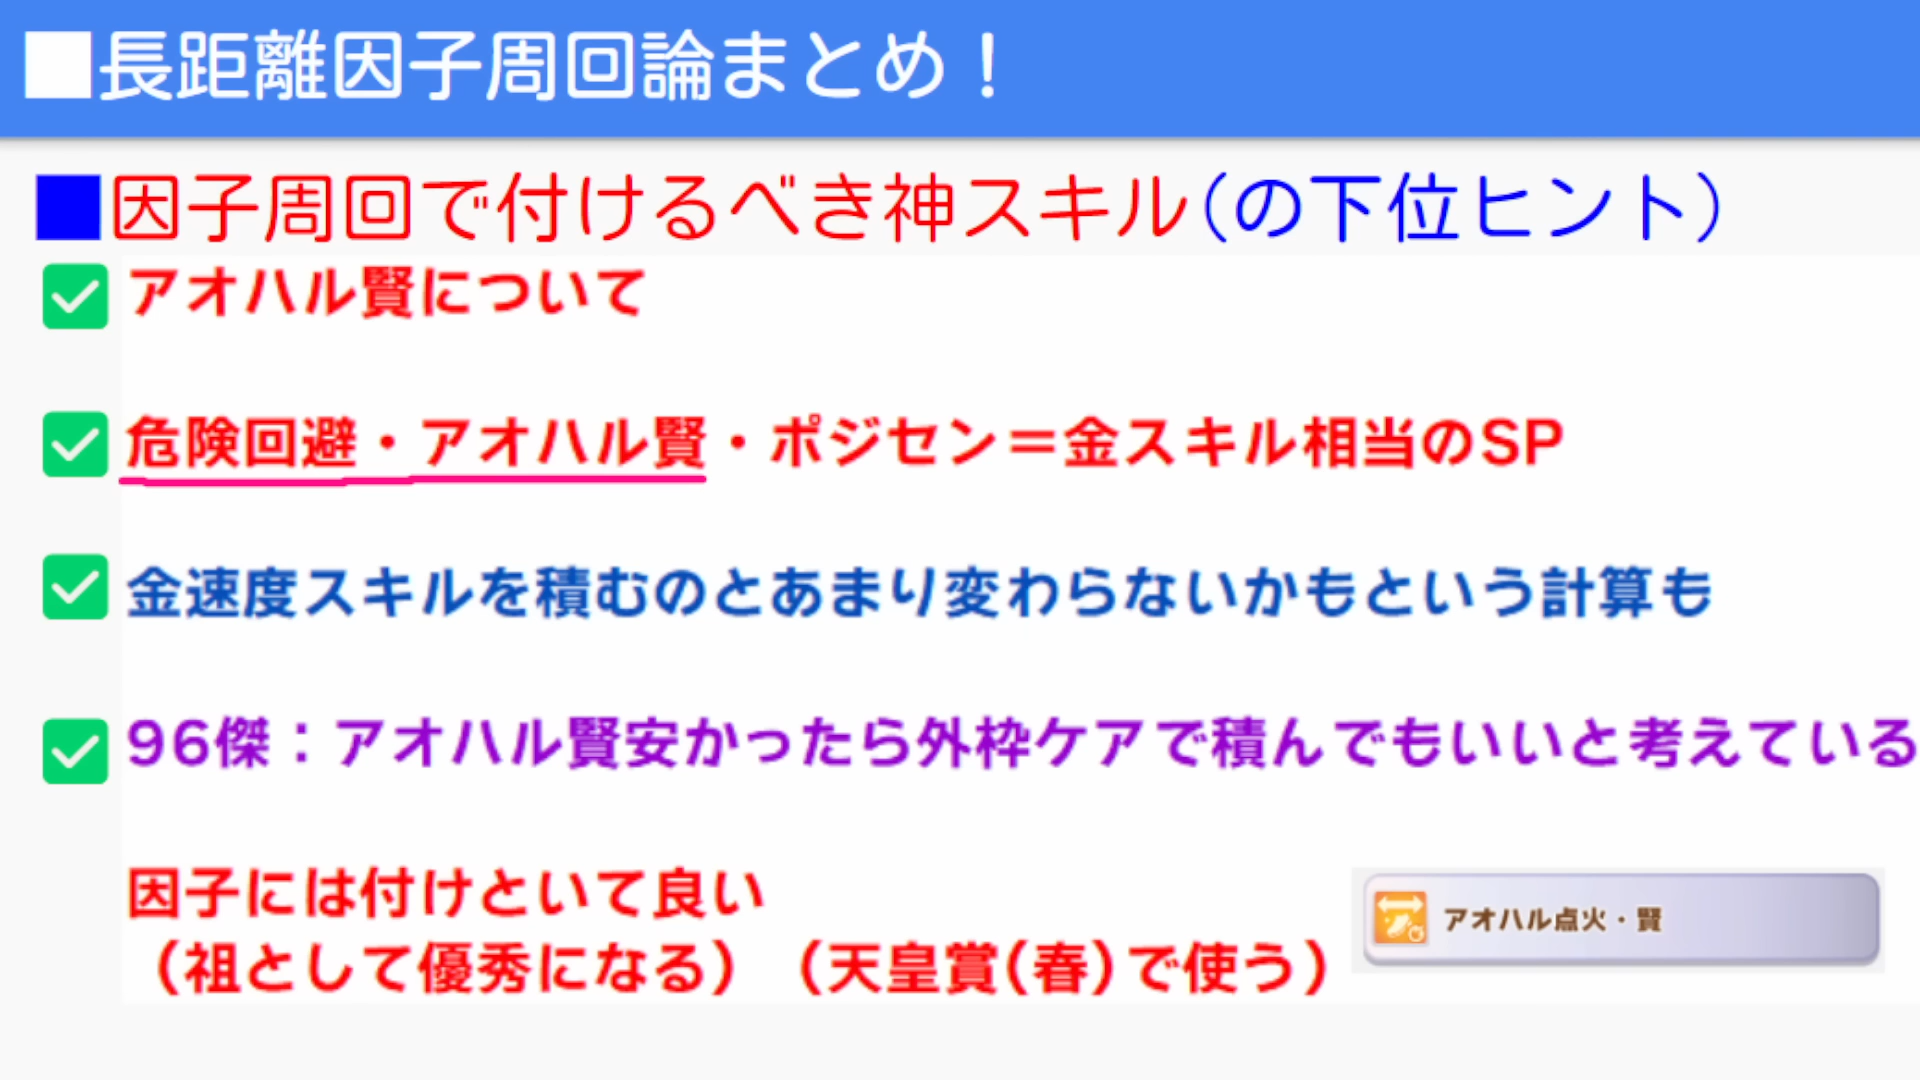 ■長距離因子周回論まとめ！
■因子周回で付けるべき神スキル(の下位ヒント)
アオハル賢について
危険回避・アオハル賢・ポジセン＝金スキル相当のSP
金速度スキルを積むのとあまり変わらないかもという計算も
96傑：アオハル賢安かったら外枠ケアで積んでもいいと考えている
因子には付けといて良い
（祖として優秀になる）（天皇賞(春)で使う）
アオハル点火・賢